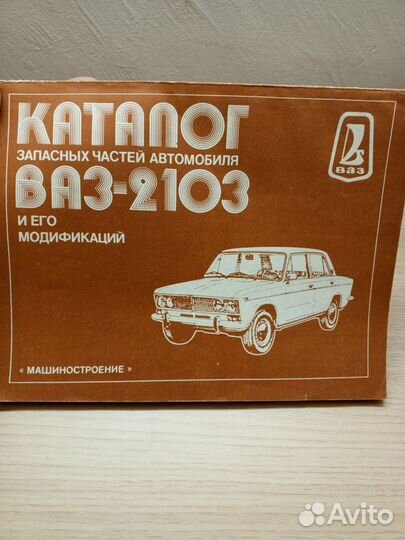 КАТАЛОГ
ЗАПАСНЫХ ЧАСТЕЙ АВТОМОБИЛЯ
ВАЗ-2103
И ЕГО
МОДИФИКАЦИЙ
ВАЗ
«МАШИНОСТРОЕНИЕ»
Avito